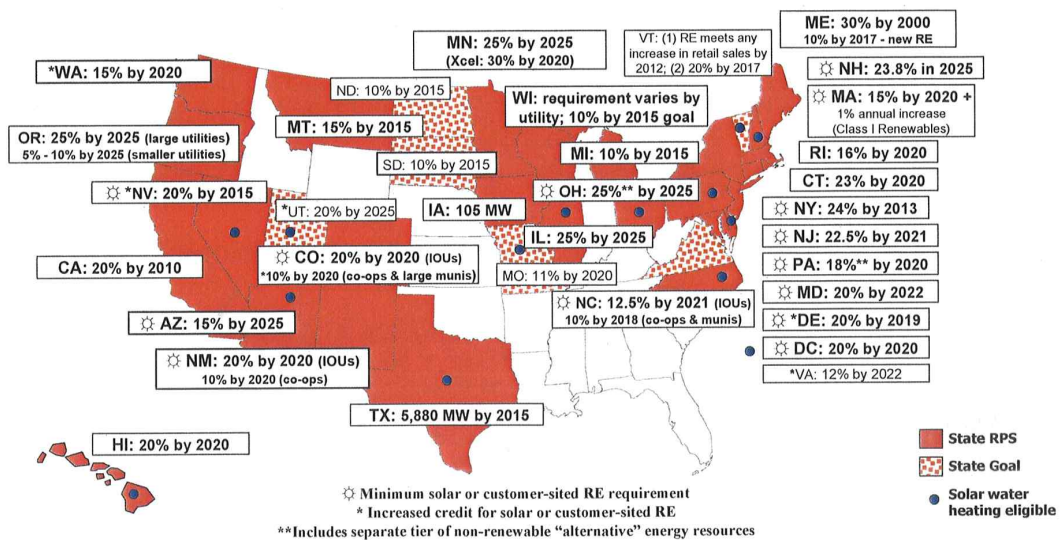 ME: 30% by 2000
10% by 2017 - new RE
MN: 25% by 2025
(Xcel: 30% by 2020)
VT: (1) RE meets any
increase in retail sales by
2012; (2) 20% by 2017
*WA: 15% by 2020
☼ NH: 23.8% in 2025
ND: 10% by 2015
WI: requirement varies by
utility; 10% by 2015 goal
☼ MA: 15% by 2020 +
1% annual increase
(Class I Renewables)
OR: 25% by 2025 (large utilities)
5% - 10% by 2025 (smaller utilities)
MT: 15% by 2015
MI: 10% by 2015
RI: 16% by 2020
SD: 10% by 2015
CT: 23% by 2020
☼ *NV: 20% by 2015
☼ OH: 25%** by 2025
*UT: 20% by 2025
IA: 105 MW
☼ NY: 24% by 2013
IL: 25% by 2025
☼ NJ: 22.5% by 2021
CA: 20% by 2010
☼ CO: 20% by 2020 (IOUs)
*10% by 2020 (co-ops & large munis)
MO: 11% by 2020
☼ PA: 18%** by 2020
☼ MD: 20% by 2022
☼ NC: 12.5% by 2021 (IOUs)
10% by 2018 (co-ops & munis)
☼ AZ: 15% by 2025
☼ *DE: 20% by 2019
☼ DC: 20% by 2020
☼ NM: 20% by 2020 (IOUs)
10% by 2020 (co-ops)
*VA: 12% by 2022
TX: 5,880 MW by 2015
HI: 20% by 2020
State RPS
State Goal
Solar water
heating eligible
☼ Minimum solar or customer-sited RE requirement
* Increased credit for solar or customer-sited RE
**Includes separate tier of non-renewable “alternative” energy resources